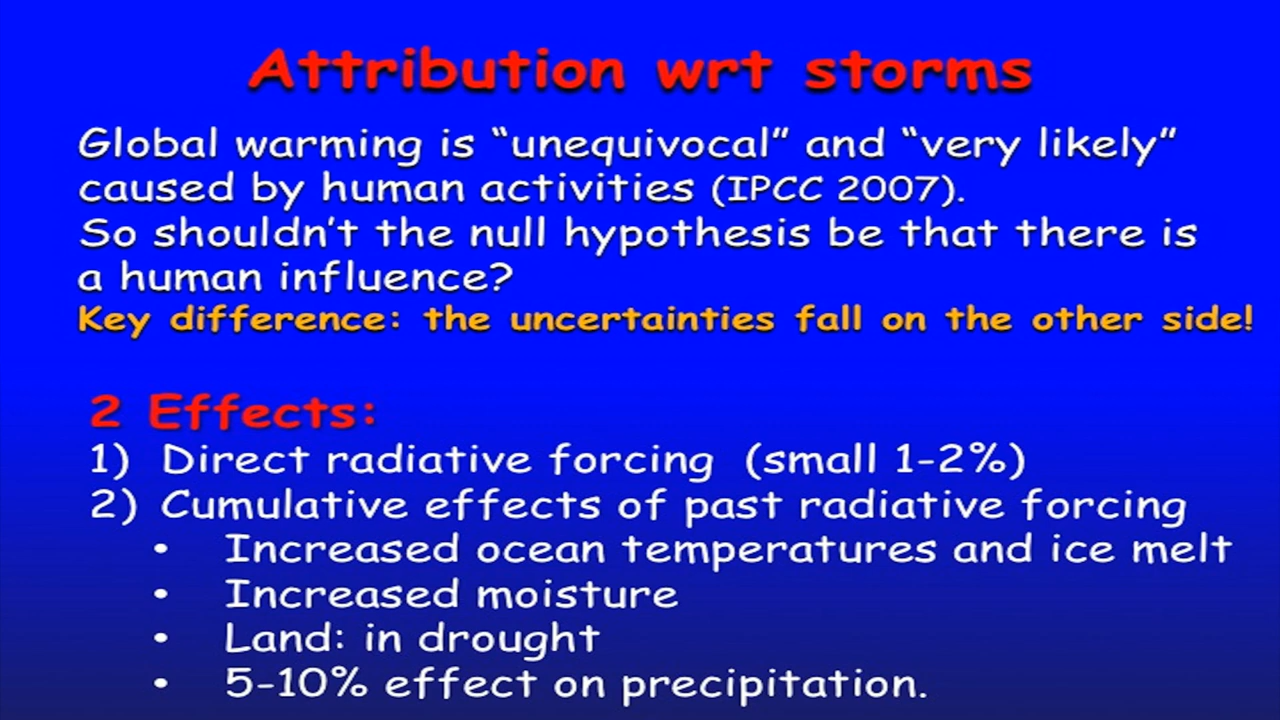 Attribution wrt storms
Global warming is “unequivocal” and “very likely”
caused by human activities (IPCC 2007).
So shouldn’t the null hypothesis be that there is
a human influence?
Key difference: the uncertainties fall on the other side!
2 Effects:
1) Direct radiative forcing (small 1-2%)
2) Cumulative effects of past radiative forcing
• Increased ocean temperatures and ice melt
• Increased moisture
• Land: in drought
• 5-10% effect on precipitation.